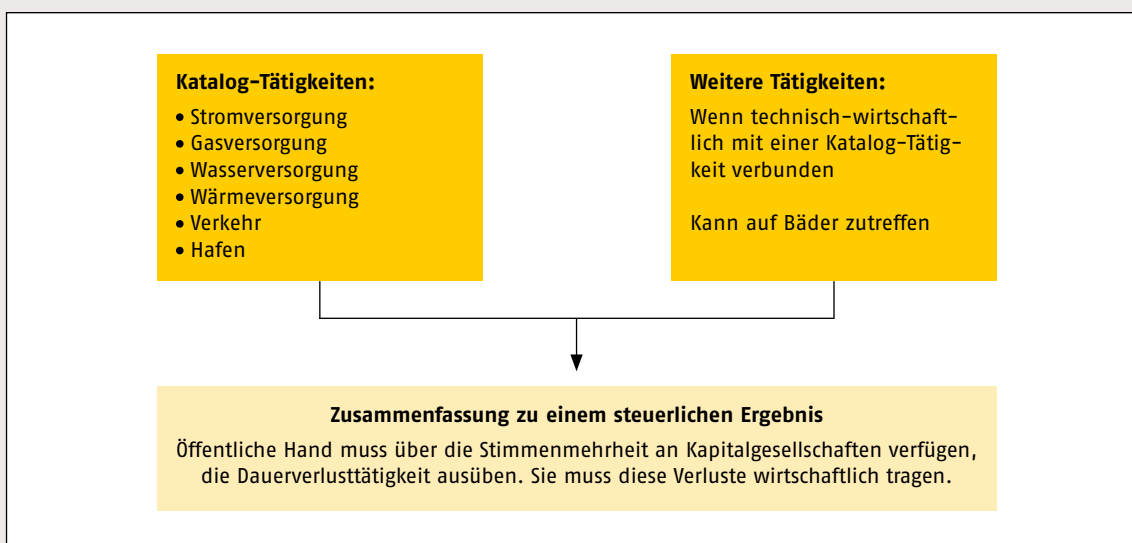 Katalog-Tätigkeiten:
• Stromversorgung
• Gasversorgung
• Wasserversorgung
• Wärmeversorgung
• Verkehr
• Hafen
Weitere Tätigkeiten:
Wenn technisch-wirtschaft-
lich mit einer Katalog-Tätig-
keit verbunden
Kann auf Bäder zutreffen
Zusammenfassung zu einem steuerlichen Ergebnis
Öffentliche Hand muss über die Stimmenmehrheit an Kapitalgesellschaften verfügen,
die Dauerverlusttätigkeit ausüben. Sie muss diese Verluste wirtschaftlich tragen.